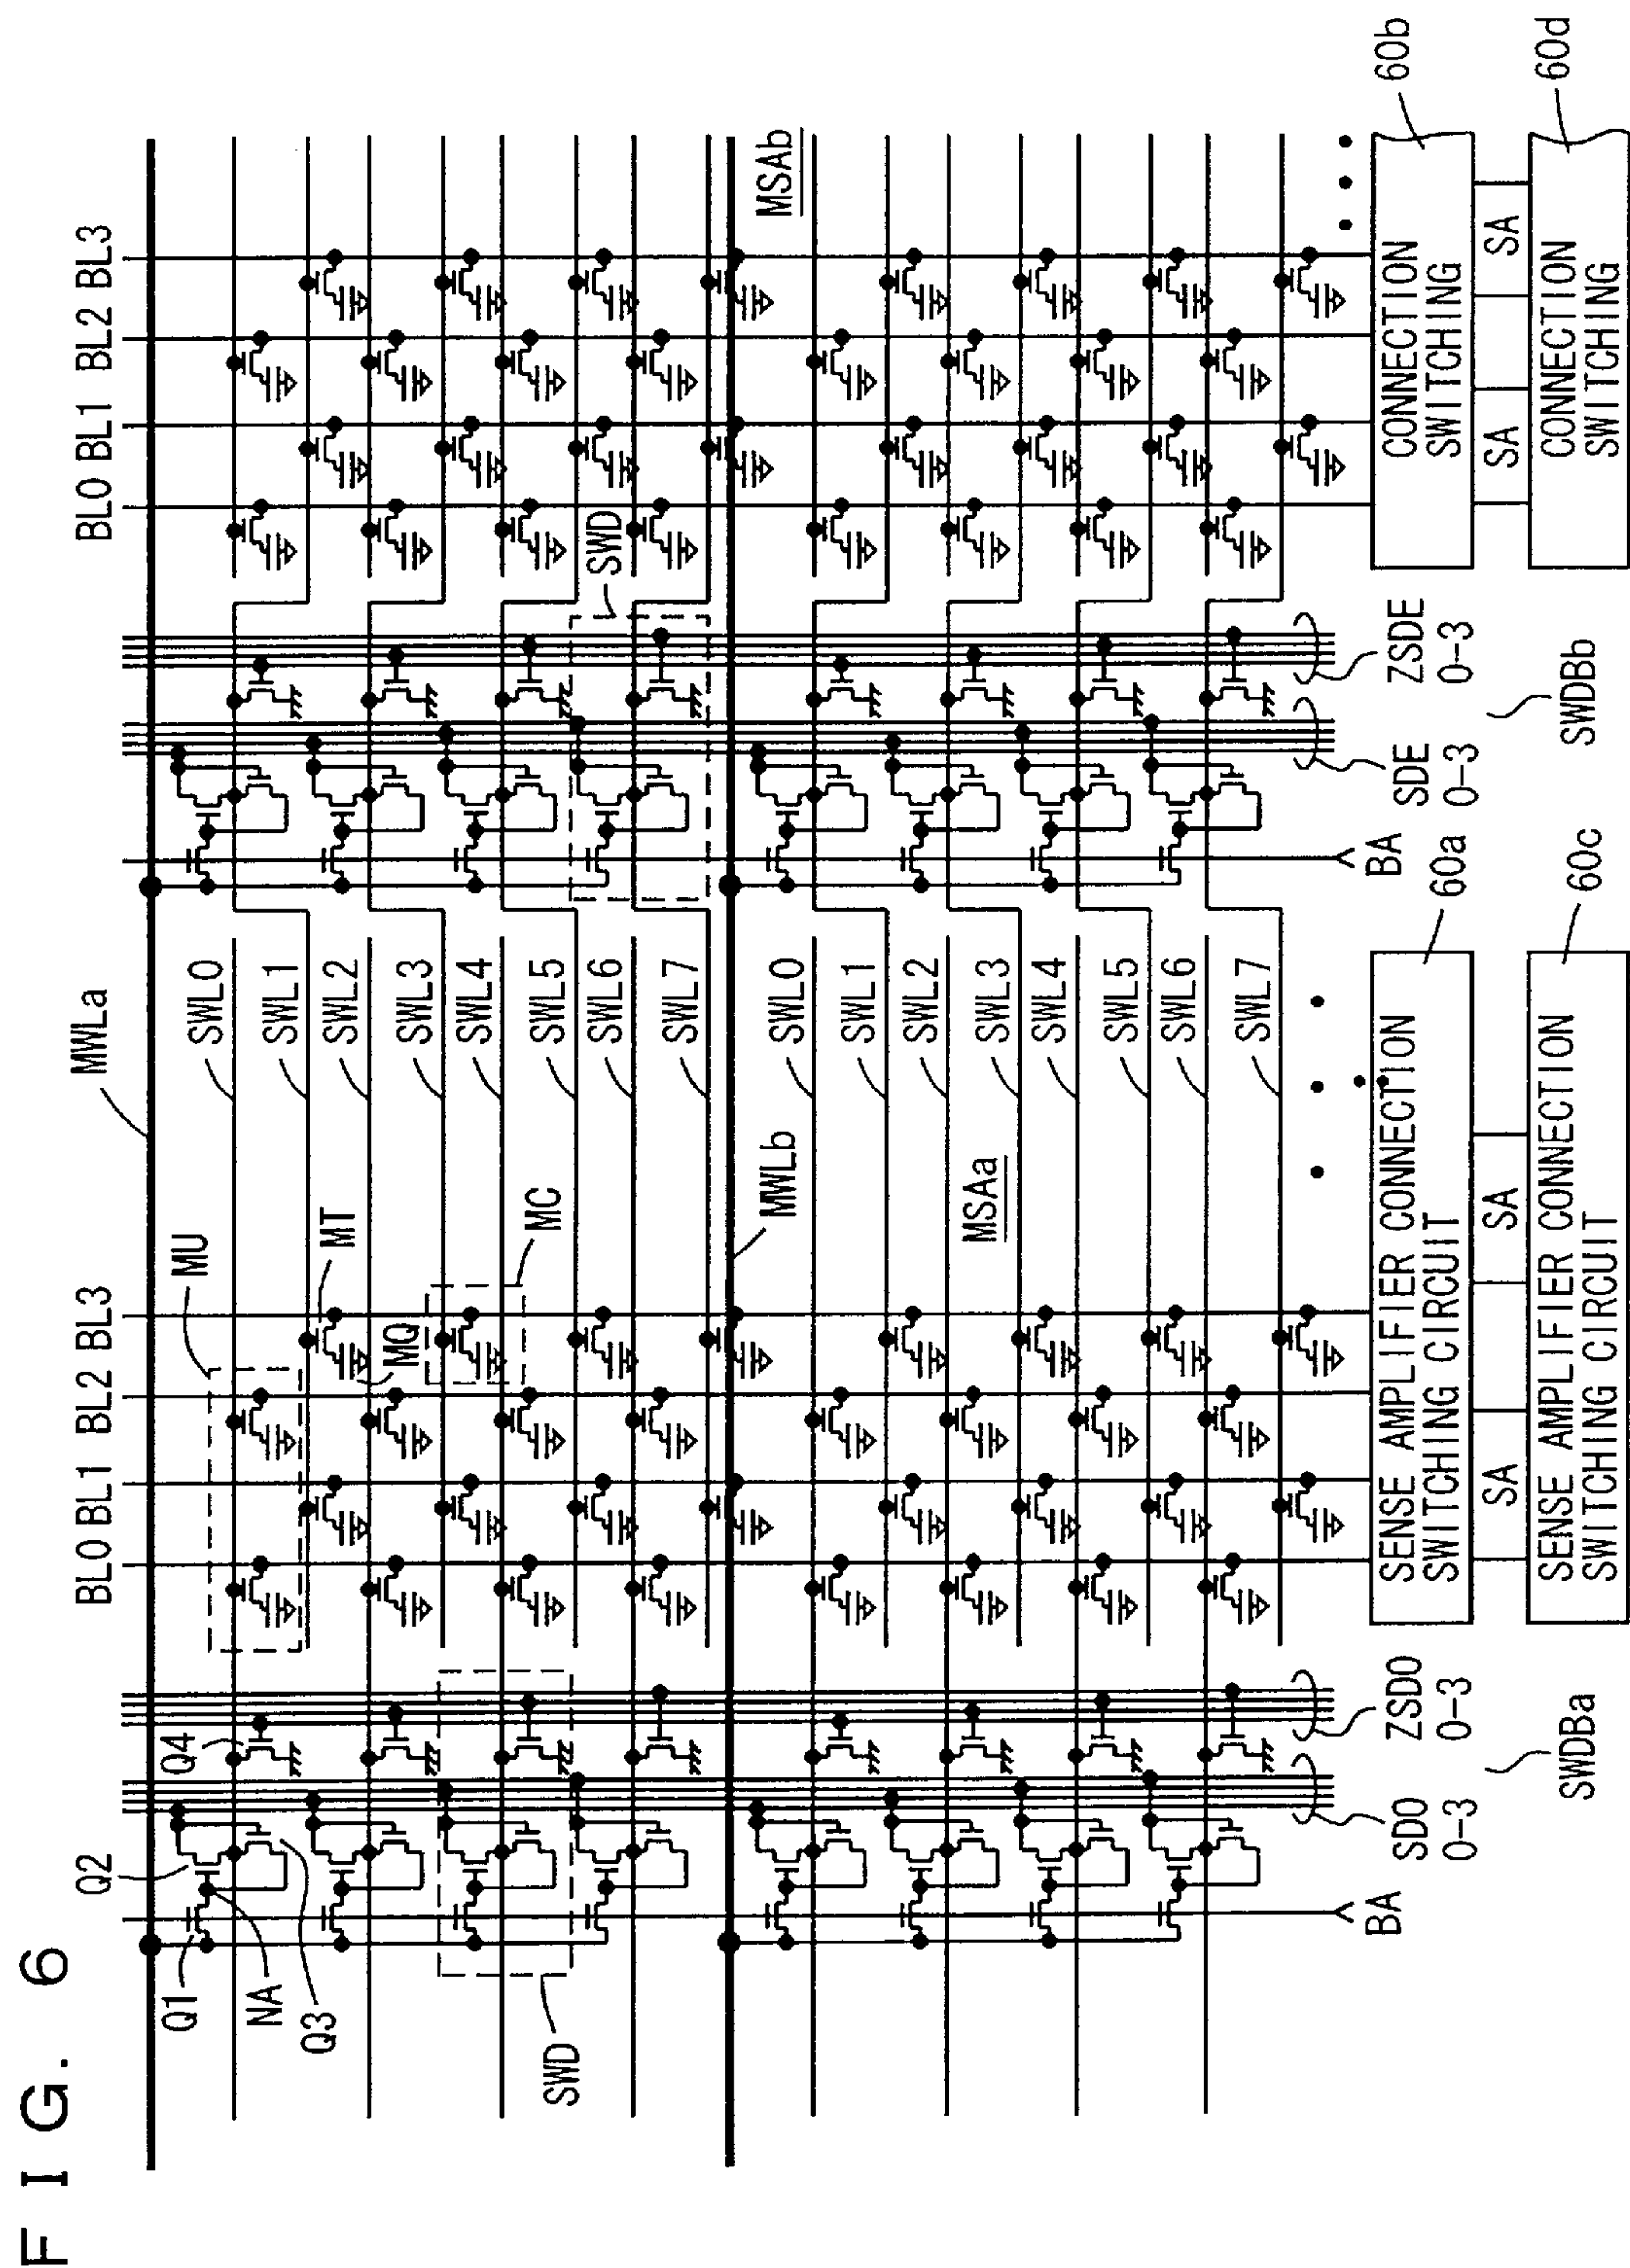 FIG. 6
Q2
BL0 BL1 BL2 BL3
MWLa
BL0 BL1 BL2 BL3
Q1
Q4
MU
SWL0
NA
SWL1
Q3
MT
SWL2
MQ
SWL3
SWL4
SWD
MC
SWL5
SWL6
SWD
SWL7
MWLb
MSAb
SWL0
SWL1
SWL2
MSAa
SWL3
SWL4
SWL5
SWL6
SWL7
BA
SDO
0-3
ZSDO
0-3
SWDBa
SENSE AMPLIFIER CONNECTION
SWITCHING CIRCUIT
60a
SA
SA
SENSE AMPLIFIER CONNECTION
SWITCHING CIRCUIT
60c
BA
SDE
0-3
ZSDE
0-3
SWDBb
CONNECTION
SWITCHING
60b
SA
SA
CONNECTION
SWITCHING
60d